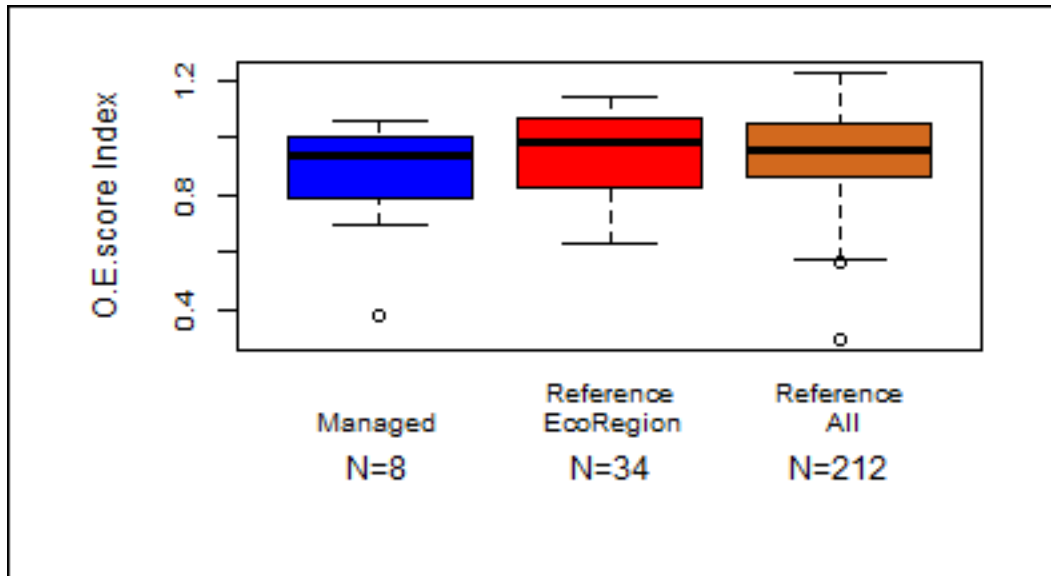 O.E.score Index
1.2
0.8
0.4
Managed
Reference
EcoRegion
Reference
All
N=8
N=34
N=212